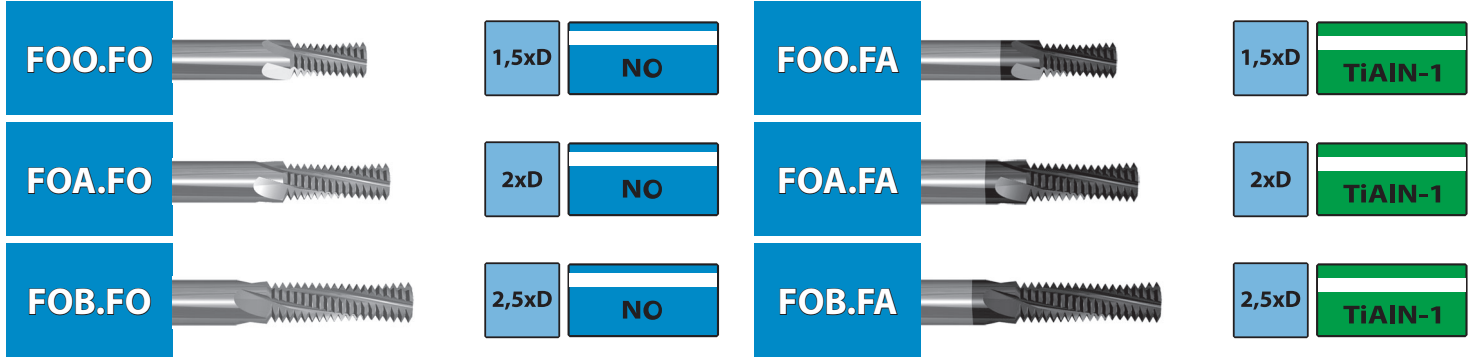 FOO.FO 1,5xD NO FOO.FA 1,5xD TiAlN-1
FOA.FO 2xD NO FOA.FA 2xD TiAlN-1
FOB.FO 2,5xD NO FOB.FA 2,5xD TiAlN-1